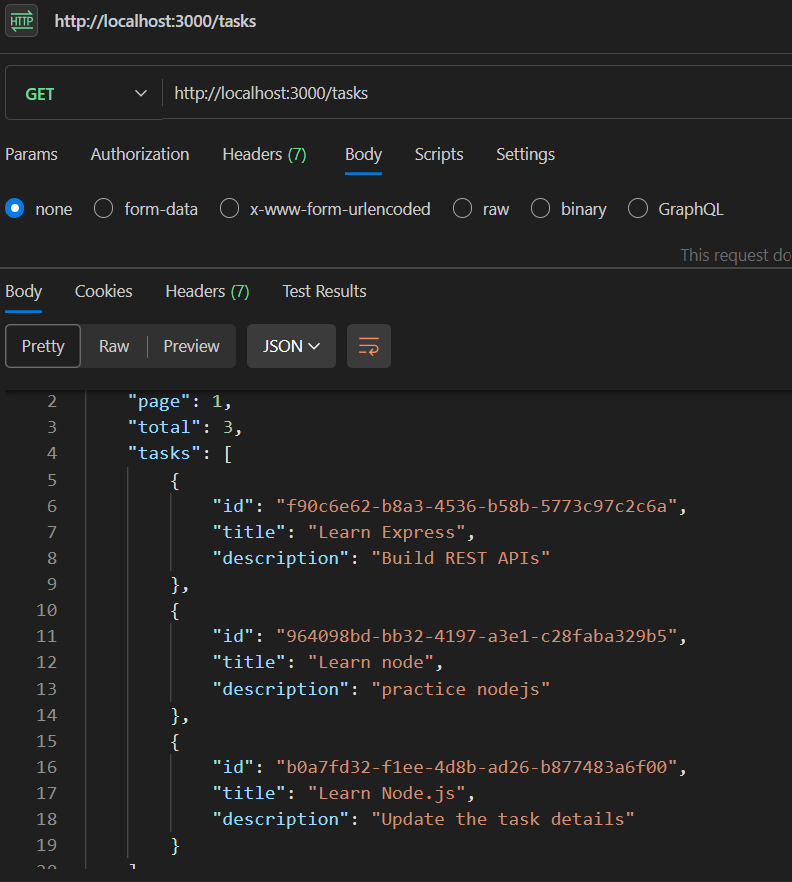 HTTP http://localhost:3000/tasks
GET http://localhost:3000/tasks
Params Authorization Headers (7) Body Scripts Settings
none form-data x-www-form-urlencoded raw binary GraphQL
This request do
Body Cookies Headers (7) Test Results
Pretty Raw Preview JSON
2 "page": 1,
3 "total": 3,
4 "tasks": [
5 {
6 "id": "f90c6e62-b8a3-4536-b58b-5773c97c2c6a",
7 "title": "Learn Express",
8 "description": "Build REST APIs"
9 },
10 {
11 "id": "964098bd-bb32-4197-a3e1-c28faba329b5",
12 "title": "Learn node",
13 "description": "practice nodejs"
14 },
15 {
16 "id": "b0a7fd32-f1ee-4d8b-ad26-b877483a6f00",
17 "title": "Learn Node.js",
18 "description": "Update the task details"
19 }
20 ]